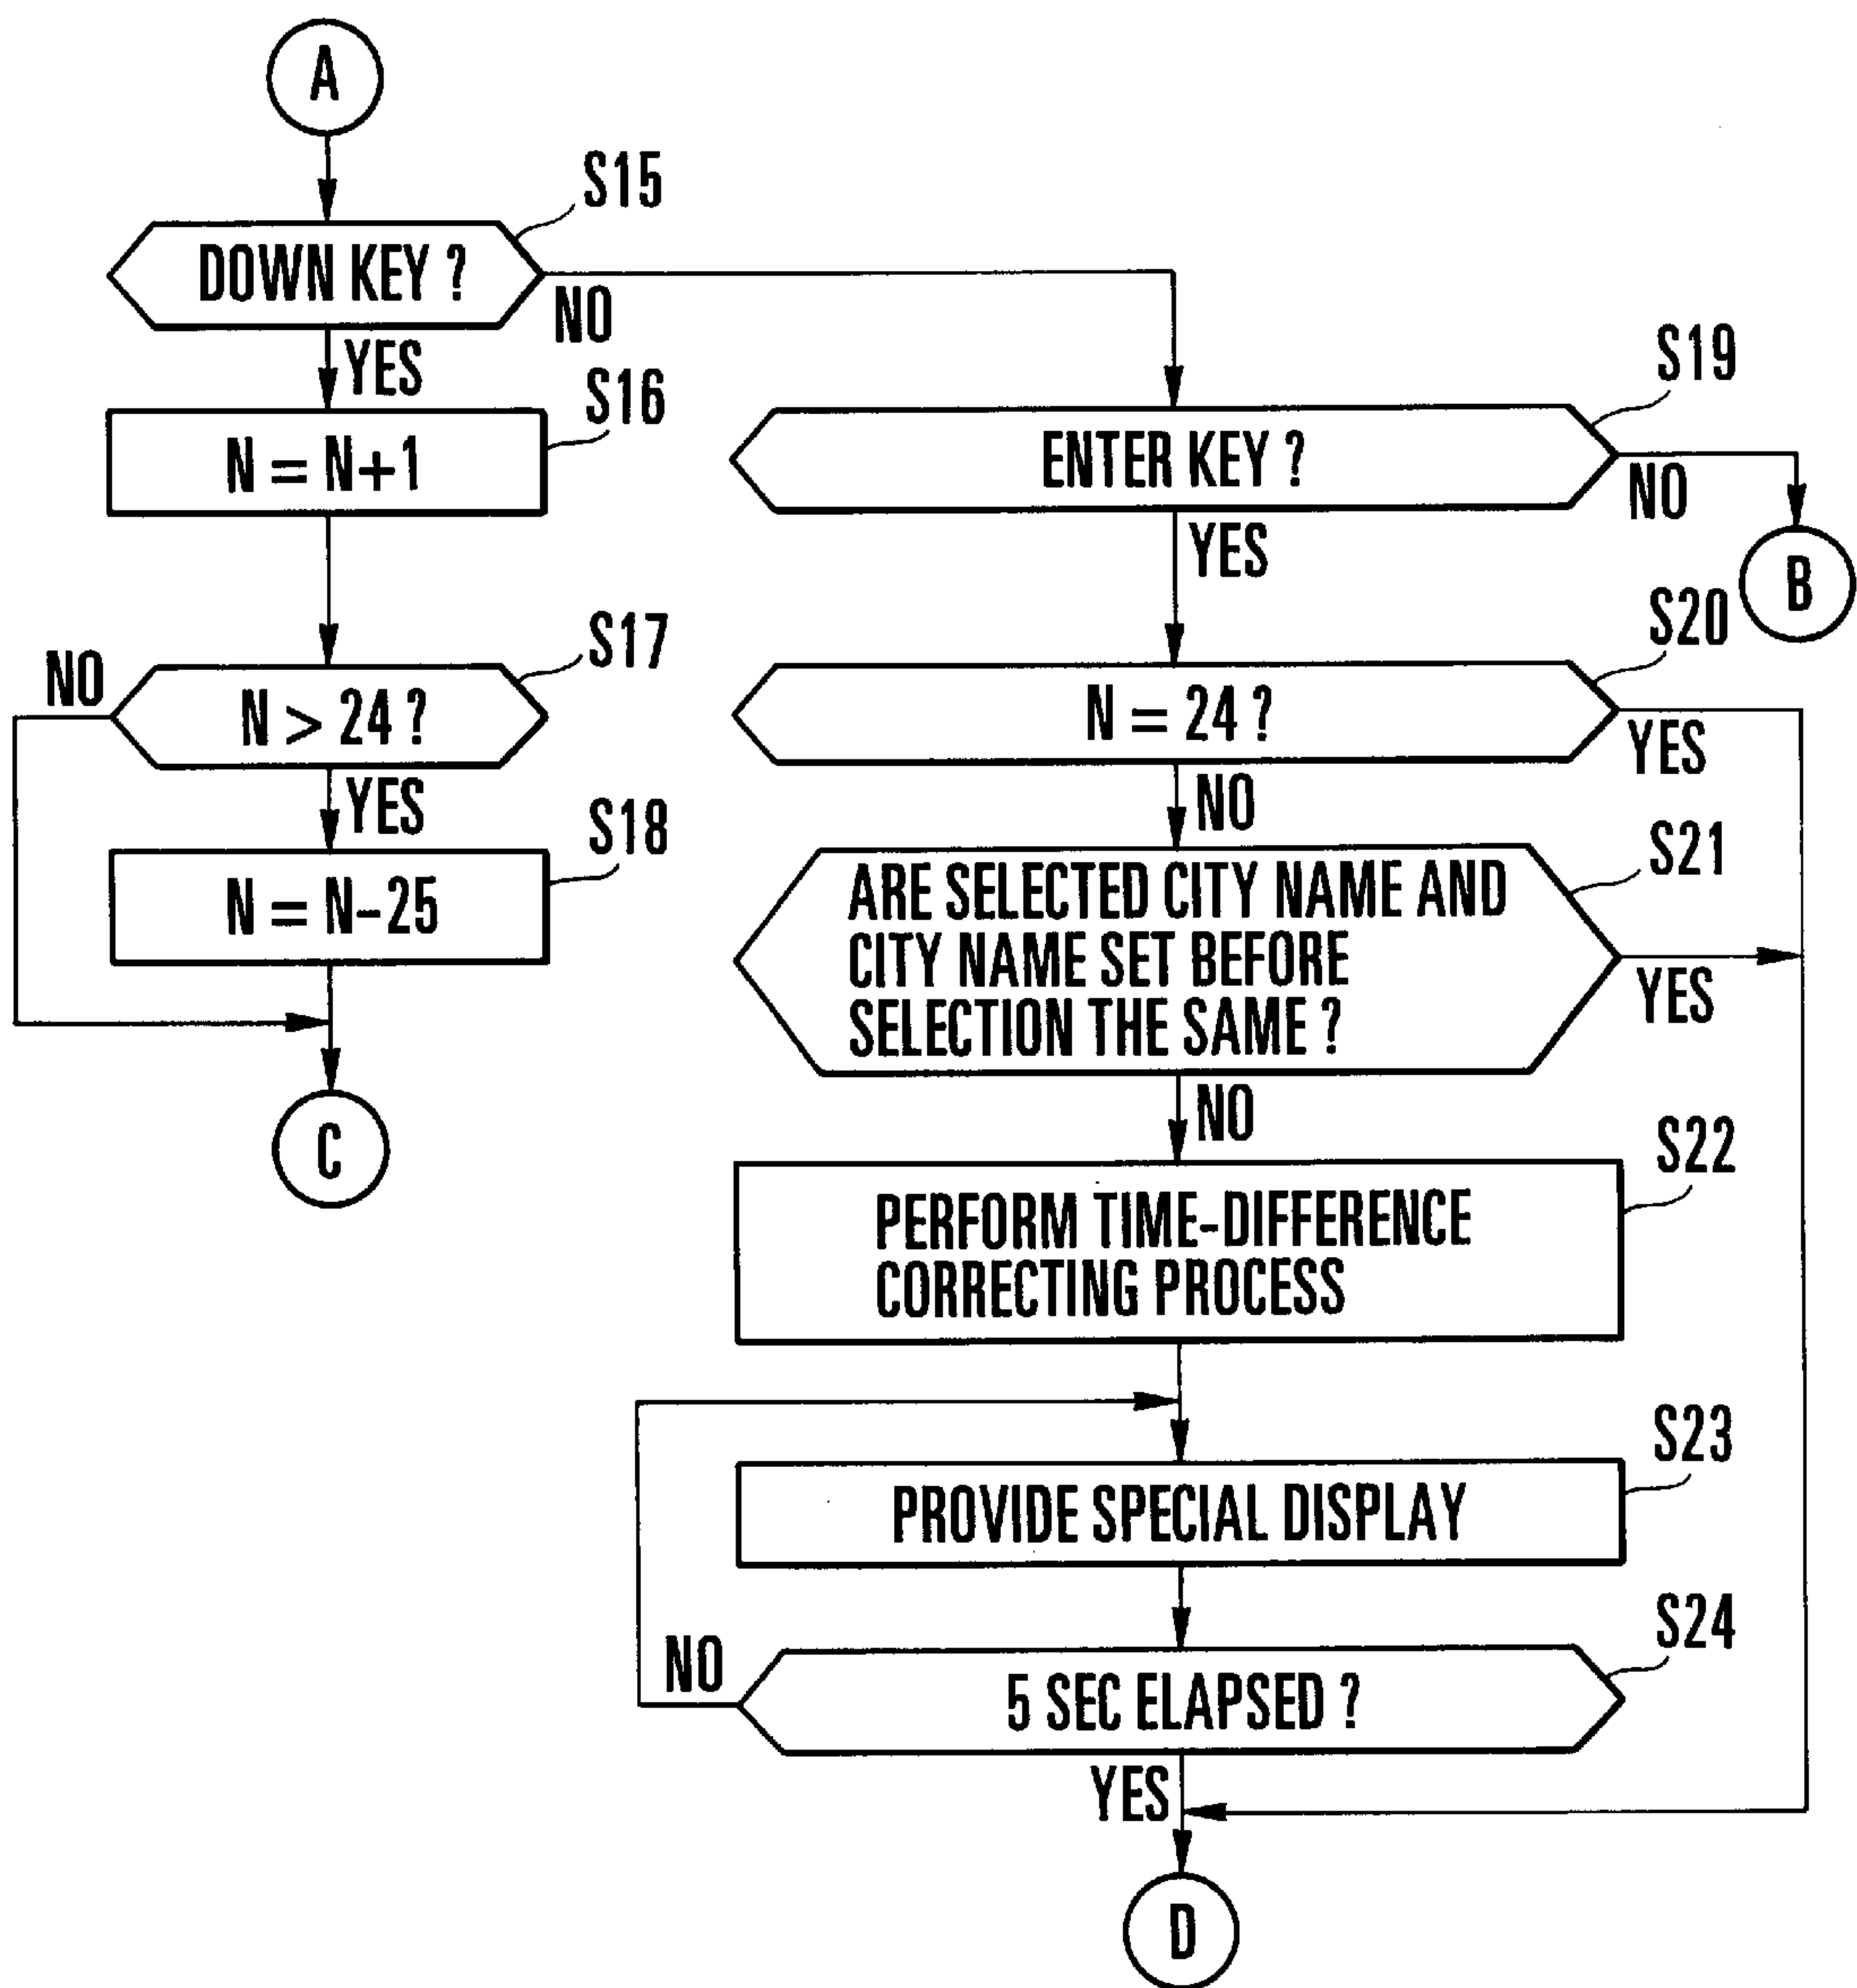 A
S15
DOWN KEY ?
NO
YES
S16
N = N+1
S17
NO
N > 24 ?
YES
S18
N = N-25
C
S19
ENTER KEY ?
NO
B
YES
S20
N = 24 ?
YES
NO
S21
ARE SELECTED CITY NAME AND
CITY NAME SET BEFORE
SELECTION THE SAME ?
YES
NO
S22
PERFORM TIME-DIFFERENCE
CORRECTING PROCESS
S23
PROVIDE SPECIAL DISPLAY
S24
NO
5 SEC ELAPSED ?
YES
D